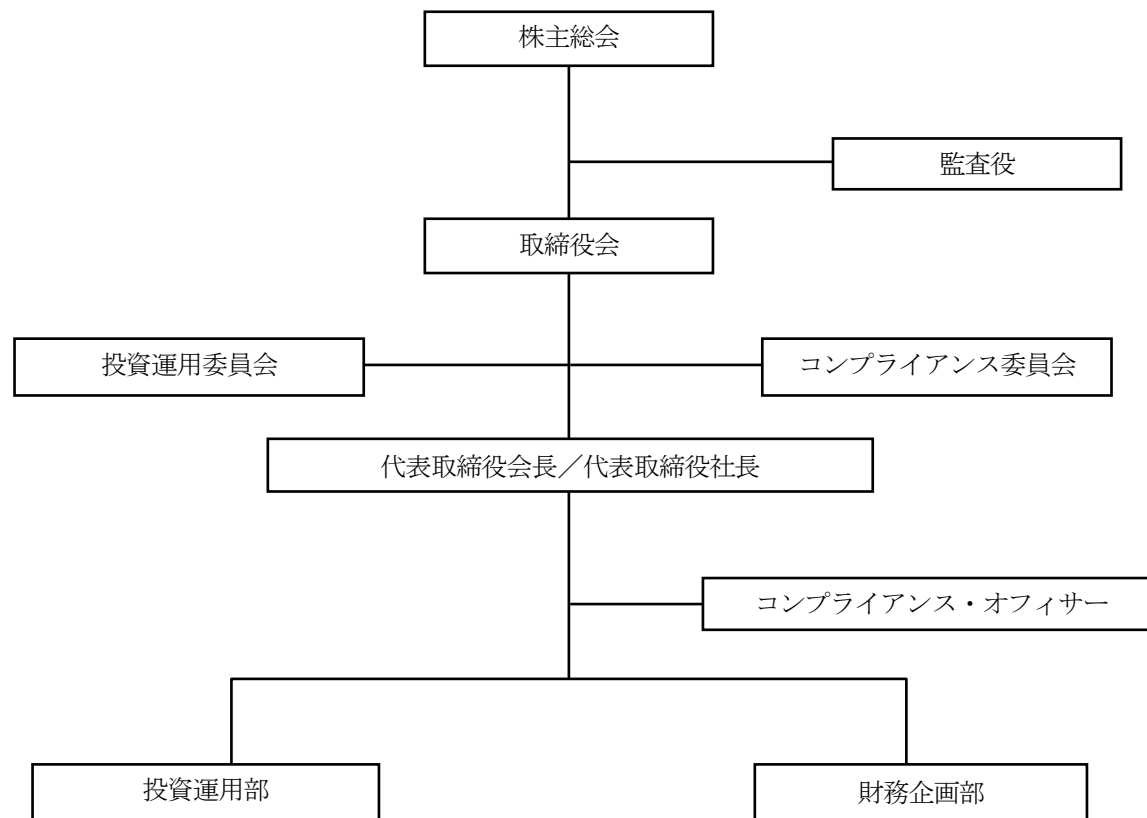 株主総会
監査役
取締役会
投資運用委員会
コンプライアンス委員会
代表取締役会長／代表取締役社長
コンプライアンス・オフィサー
投資運用部
財務企画部